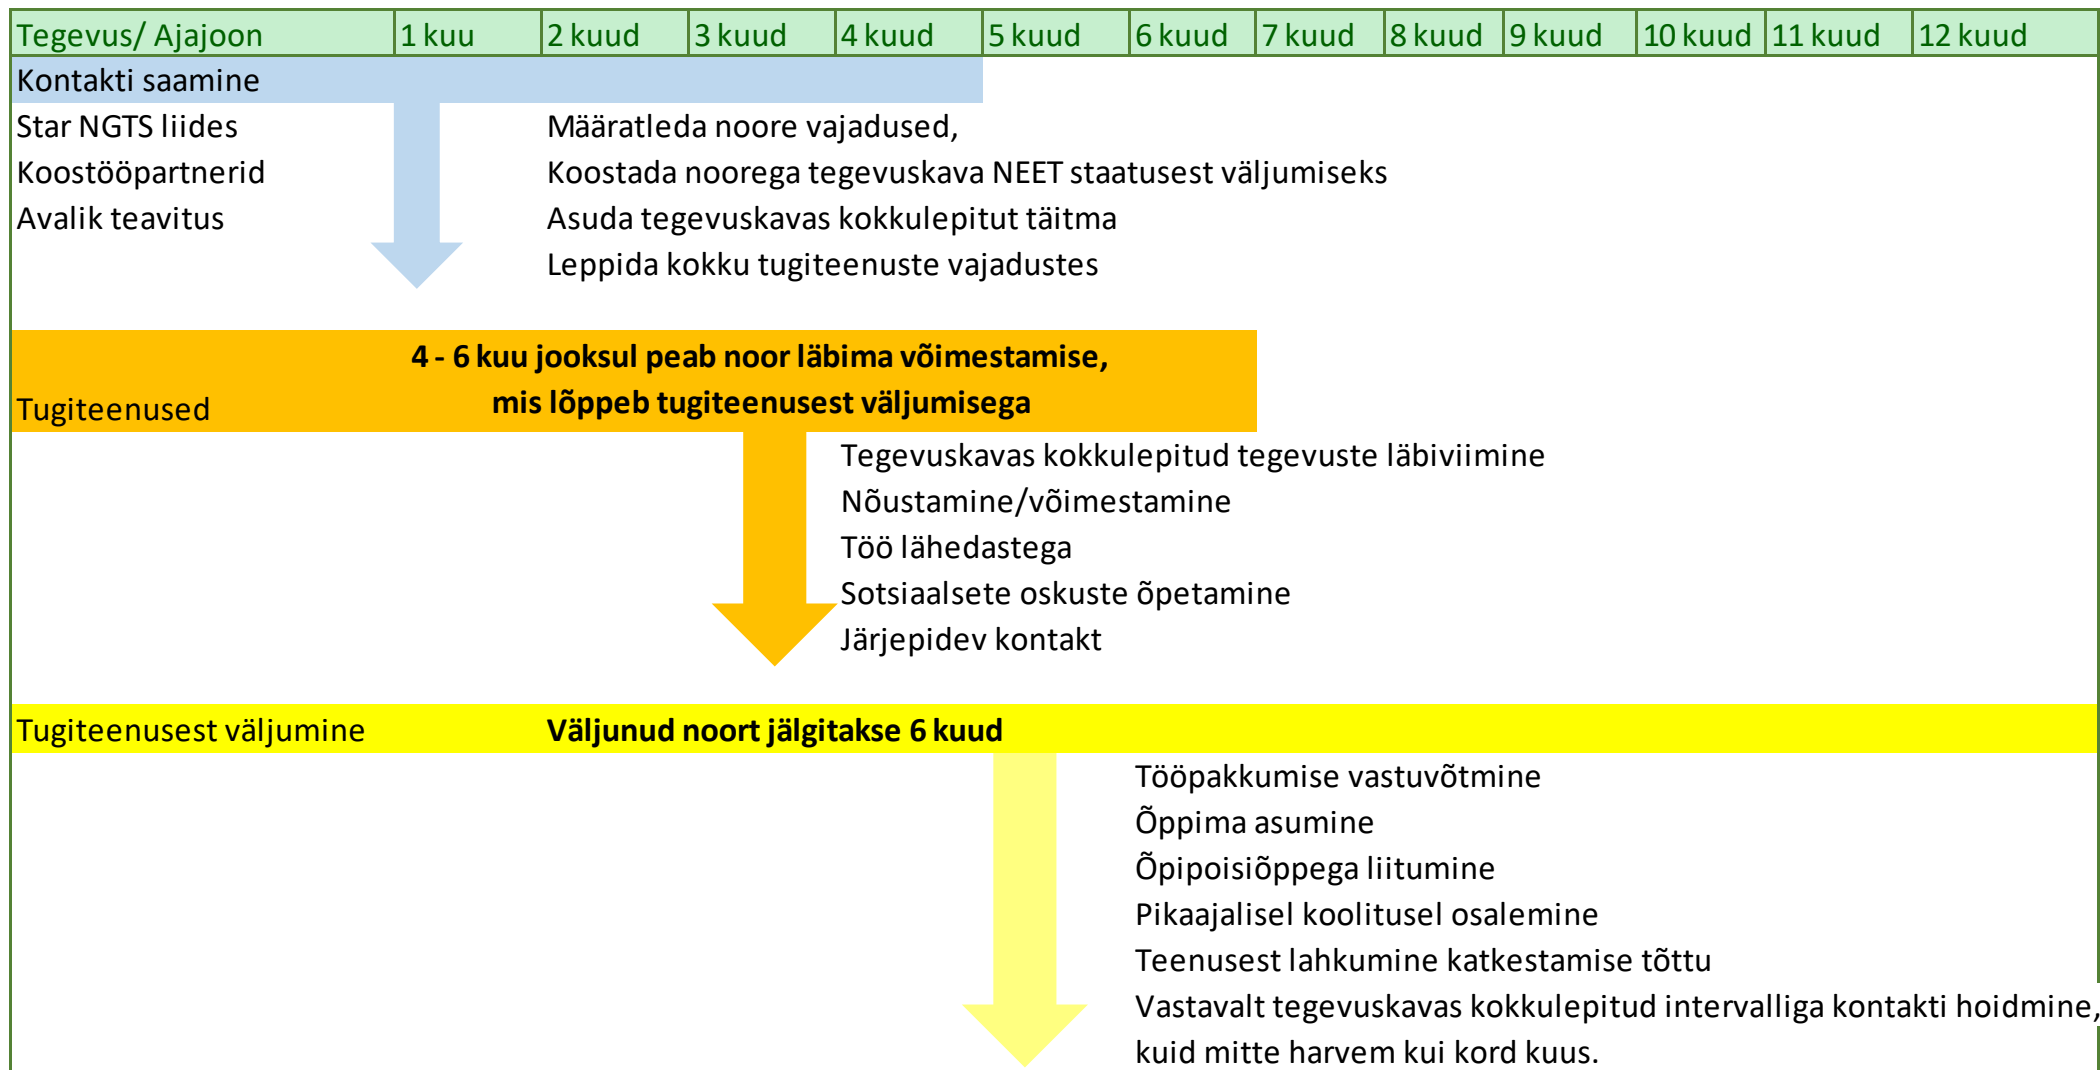 Tegevus/ Ajajoon 1 kuu 2 kuud 3 kuud 4 kuud 5 kuud 6 kuud 7 kuud 8 kuud 9 kuud 10 kuud 11 kuud 12 kuud
Kontakti saamine
Star NGTS liides
Koostööpartnerid
Avalik teavitus
Määratleda noore vajadused,
Koostada noorega tegevuskava NEET staatusest väljumiseks
Asuda tegevuskavas kokkulepitut täitma
Leppida kokku tugiteenuste vajadustes
Tugiteenused
4 - 6 kuu jooksul peab noor läbima võimestamise,
mis lõppeb tugiteenusest väljumisega
Tegevuskavas kokkulepitud tegevuste läbiviimine
Nõustamine/võimestamine
Töö lähedastega
Sotsiaalsete oskuste õpetamine
Järjepidev kontakt
Tugiteenusest väljumine
Väljunud noort jälgitakse 6 kuud
Tööpakkumise vastuvõtmine
Õppima asumine
Õpipoisiõppega liitumine
Pikaajalisel koolitusel osalemine
Teenusest lahkumine katkestamise tõttu
Vastavalt tegevuskavas kokkulepitud intervalliga kontakti hoidmine,
kuid mitte harvem kui kord kuus.